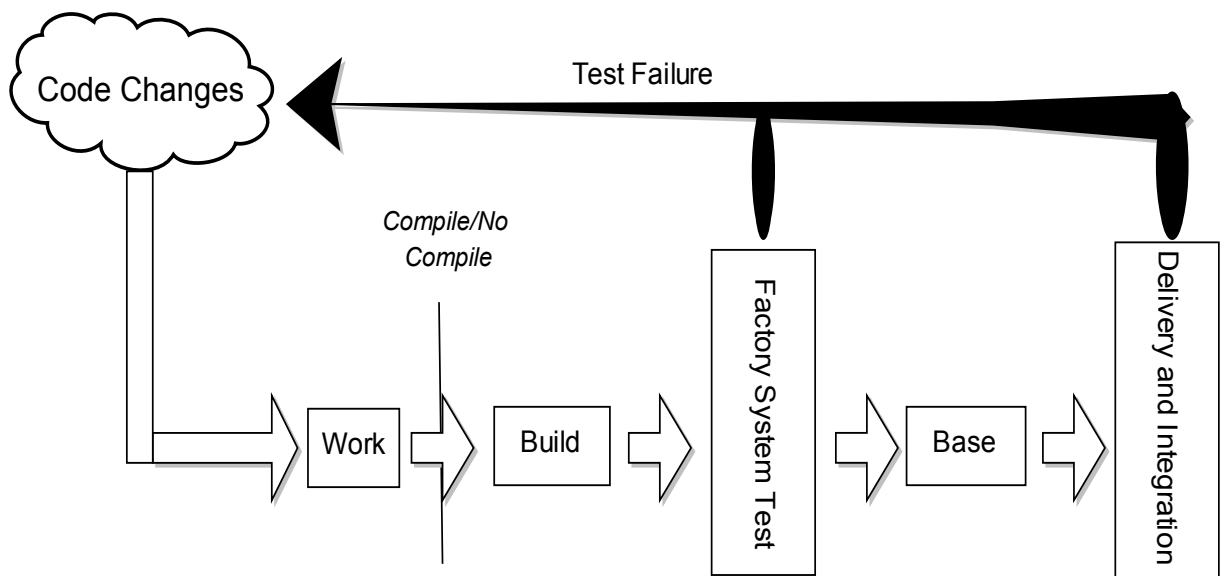 Code Changes
Test Failure
Compile/No
Compile
Work
Build
Factory System Test
Base
Delivery and Integration